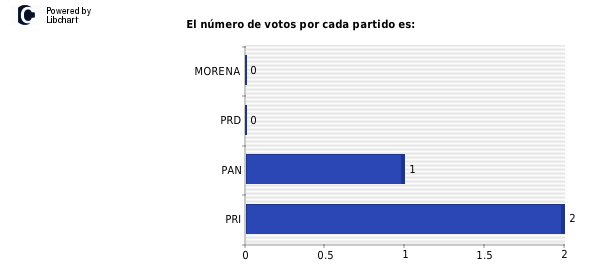 Powered by
Libchart
El número de votos por cada partido es:
MORENA 0
PRD 0
PAN 1
PRI 2
0 0.5 1 1.5 2